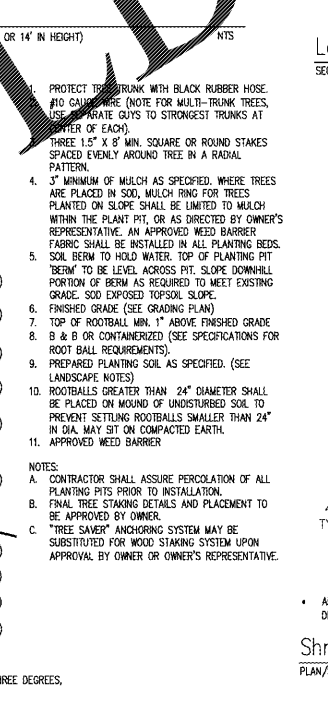 OR 14' IN HEIGHT)
NTS
1. PROTECT TREE TRUNK WITH BLACK RUBBER HOSE.
2. #10 GAUGE WIRE (NOTE FOR MULTI-TRUNK TREES,
USE SEPARATE GUYS TO STRONGEST TRUNKS AT
CENTER OF EACH).
3. THREE 1.5" X 8' MIN. SQUARE OR ROUND STAKES
SPACED EVENLY AROUND TREE IN A RADIAL
PATTERN.
4. 3" MINIMUM OF MULCH AS SPECIFIED. WHERE TREES
ARE PLACED IN SOD, MULCH RING FOR TREES
PLANTED ON SLOPE SHALL BE LIMITED TO MULCH
WITHIN THE PLANT PIT, OR AS DIRECTED BY OWNER'S
REPRESENTATIVE. AN APPROVED WEED BARRIER
FABRIC SHALL BE INSTALLED IN ALL PLANTING BEDS.
5. SOIL BERM TO HOLD WATER. TOP OF PLANTING PIT
'BERM' TO BE LEVEL ACROSS PIT. SLOPE DOWNHILL
PORTION OF BERM AS REQUIRED TO MEET EXISTING
GRADE. SOD EXPOSED TOPSOIL SLOPE.
6. FINISHED GRADE (SEE GRADING PLAN)
7. TOP OF ROOTBALL MIN. 1" ABOVE FINISHED GRADE
8. B & B OR CONTAINERIZED (SEE SPECIFICATIONS FOR
ROOT BALL REQUIREMENTS).
9. PREPARED PLANTING SOIL AS SPECIFIED. (SEE
LANDSCAPE NOTES)
10. ROOTBALLS GREATER THAN 24" DIAMETER SHALL
BE PLACED ON MOUND OF UNDISTURBED SOIL TO
PREVENT SETTLING ROOTBALLS SMALLER THAN 24"
IN DIA. MAY SIT ON COMPACTED EARTH.
11. APPROVED WEED BARRIER
NOTES:
A. CONTRACTOR SHALL ASSURE PERCOLATION OF ALL
PLANTING PITS PRIOR TO INSTALLATION.
B. FINAL TREE STAKING DETAILS AND PLACEMENT TO
BE APPROVED BY OWNER.
C. "TREE SAVER" ANCHORING SYSTEM MAY BE
SUBSTITUTED FOR WOOD STAKING SYSTEM UPON
APPROVAL BY OWNER OR OWNER'S REPRESENTATIVE.
HREE DEGREES,
Shr
PLAN/